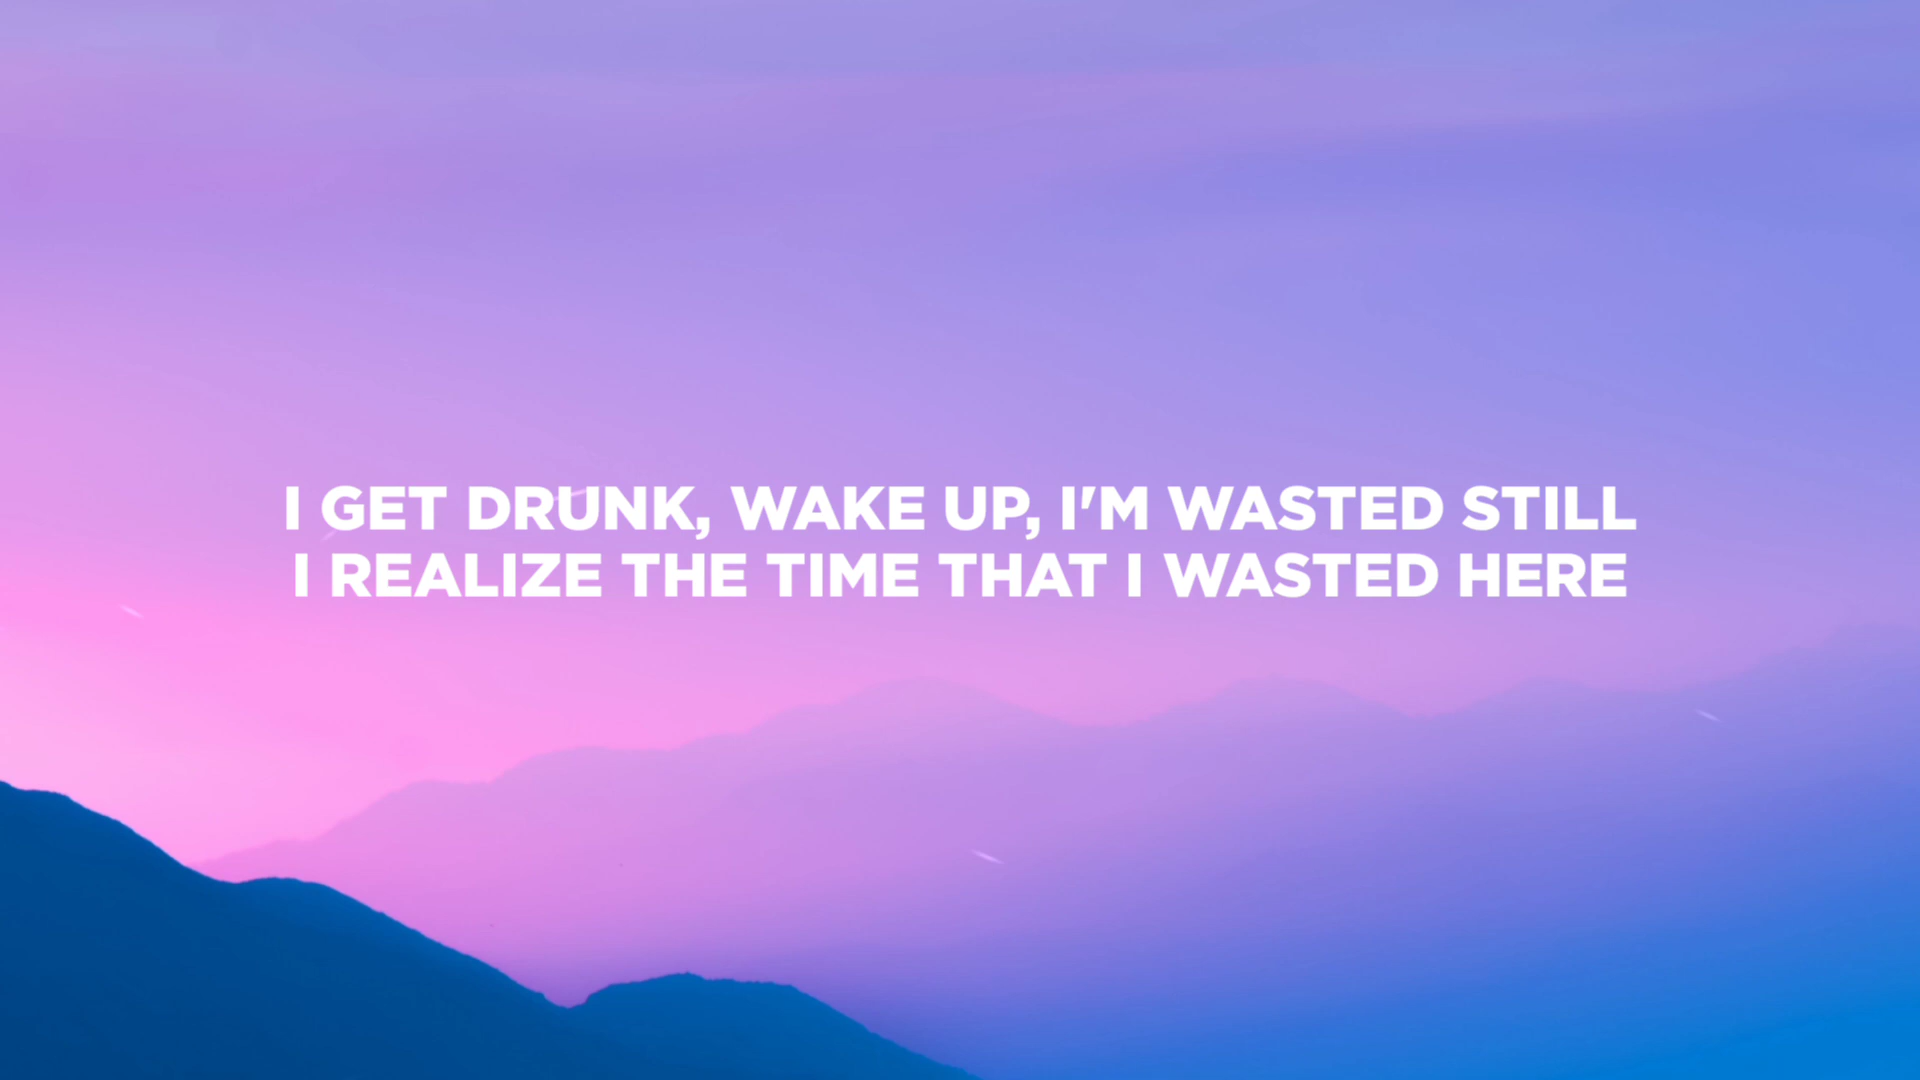 I GET DRUNK, WAKE UP, I'M WASTED STILL
I REALIZE THE TIME THAT I WASTED HERE